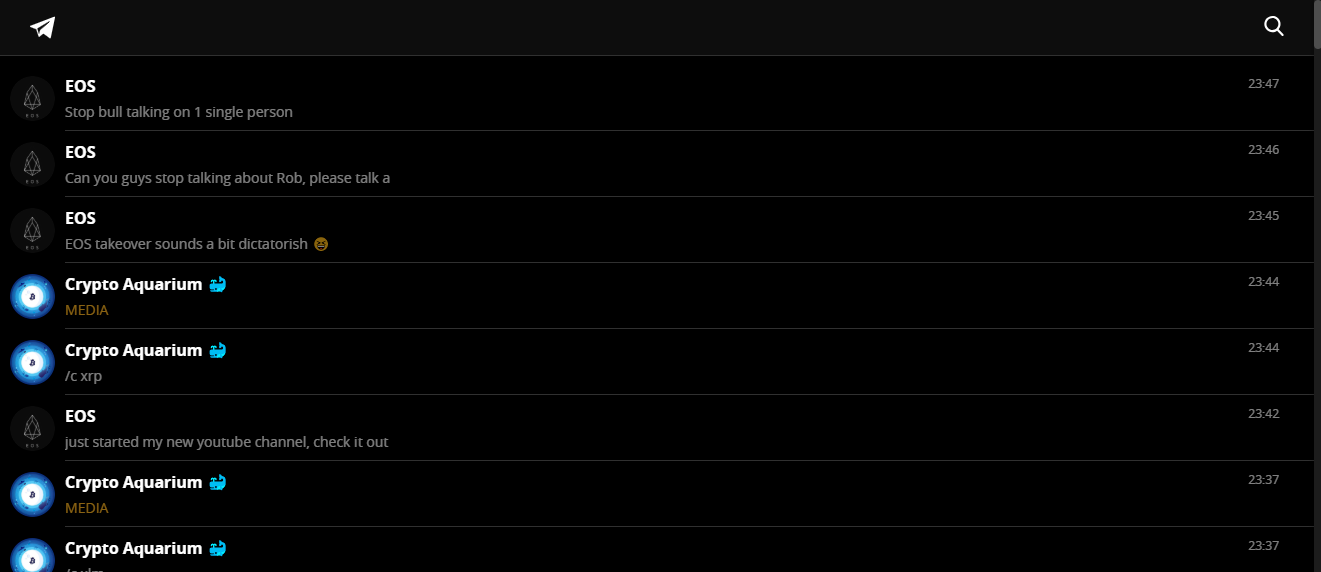 EOS
23:47
Stop bull talking on 1 single person
EOS
23:46
Can you guys stop talking about Rob, please talk a
EOS
23:45
EOS takeover sounds a bit dictatorish 😆
Crypto Aquarium 🐳
23:44
MEDIA
Crypto Aquarium 🐳
23:44
/c xrp
EOS
23:42
just started my new youtube channel, check it out
Crypto Aquarium 🐳
23:37
MEDIA
Crypto Aquarium 🐳
23:37